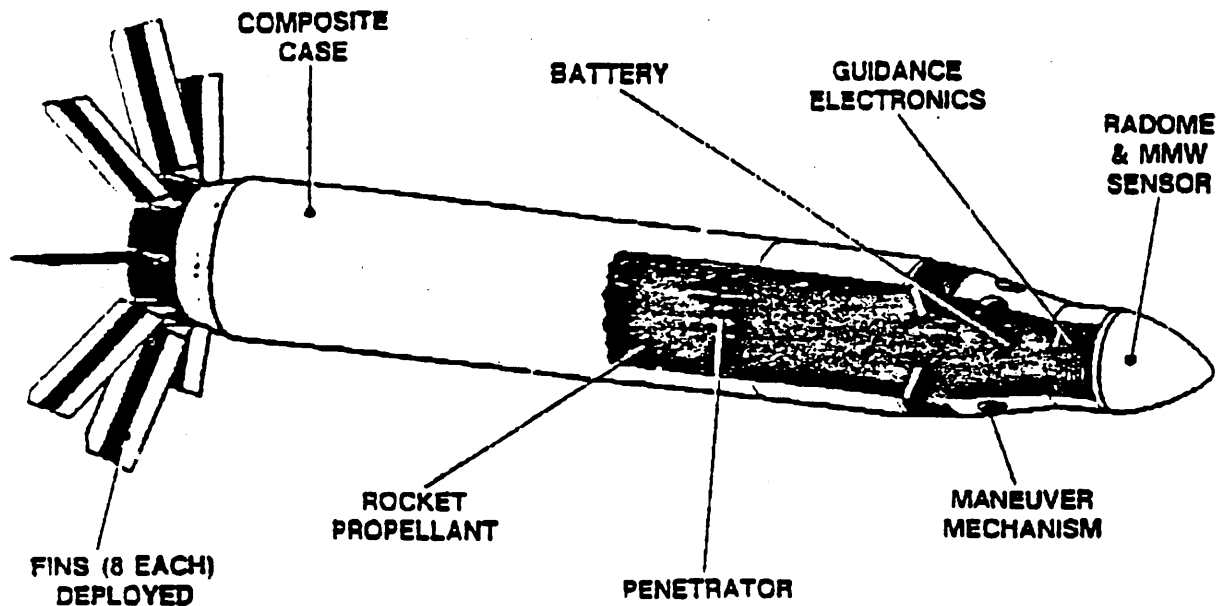 COMPOSITE
CASE
BATTERY
GUIDANCE
ELECTRONICS
RADOME
& MMW
SENSOR
ROCKET
PROPELLANT
MANEUVER
MECHANISM
FINS (8 EACH)
DEPLOYED
PENETRATOR